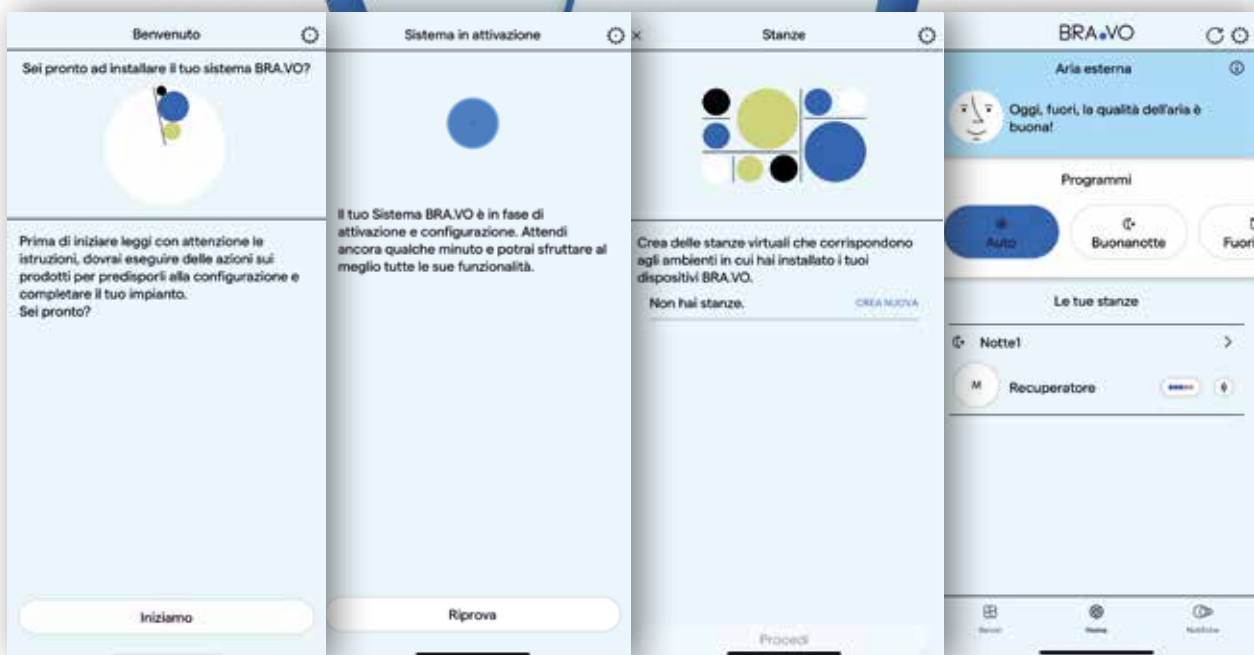 Benvenuto
Sei pronto ad installare il tuo sistema BRA.VO?
Prima di iniziare leggi con attenzione le
istruzioni, dovrai eseguire delle azioni sui
prodotti per predisporli alla configurazione e
completare il tuo impianto.
Sei pronto?
Iniziamo
Sistema in attivazione
Il tuo Sistema BRA.VO è in fase di
attivazione e configurazione. Attendi
ancora qualche minuto e potrai sfruttare al
meglio tutte le sue funzionalità.
Riprova
Stanze
Crea delle stanze virtuali che corrispondono
agli ambienti in cui hai installato i tuoi
dispositivi BRA.VO.
Non hai stanze. CREA NUOVA
Procedi
BRA.VO
Aria esterna
Oggi, fuori, la qualità dell'aria è
buona!
Programmi
Auto Buonanotte Fuori
Le tue stanze
Notte1
M Recuperatore
Home